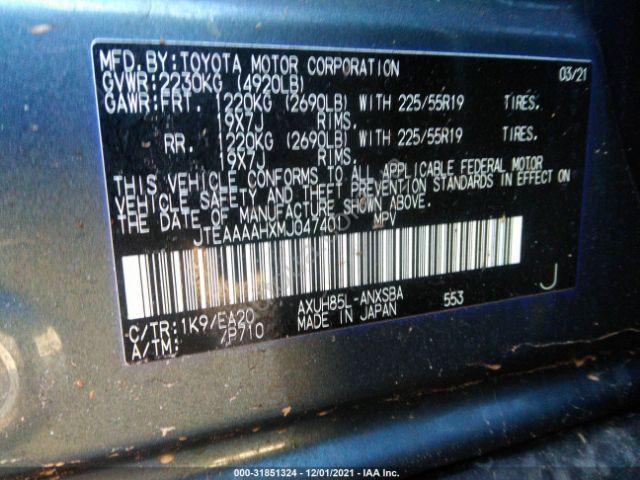 MFD. BY: TOYOTA MOTOR CORPORATION 03/21
GVWR: 2230KG (4920LB)
GAWR: FRT. 1220KG (2690LB) WITH 225/55R19 TIRES,
19X7J RIMS.
RR. 1220KG (2690LB) WITH 225/55R19 TIRES,
19X7J RIMS.
THIS VEHICLE CONFORMS TO ALL APPLICABLE FEDERAL MOTOR
VEHICLE SAFETY AND THEFT PREVENTION STANDARDS IN EFFECT ON
THE DATE OF MANUFACTURE SHOWN ABOVE.
JTEAAAAHXMJ047401 MPV
C/TR: 1K9/EA20 AXUH85L-ANXSBA 553 J
A/TM: /P710 MADE IN JAPAN
000-31851324 | 12/01/2021 - IAA Inc.